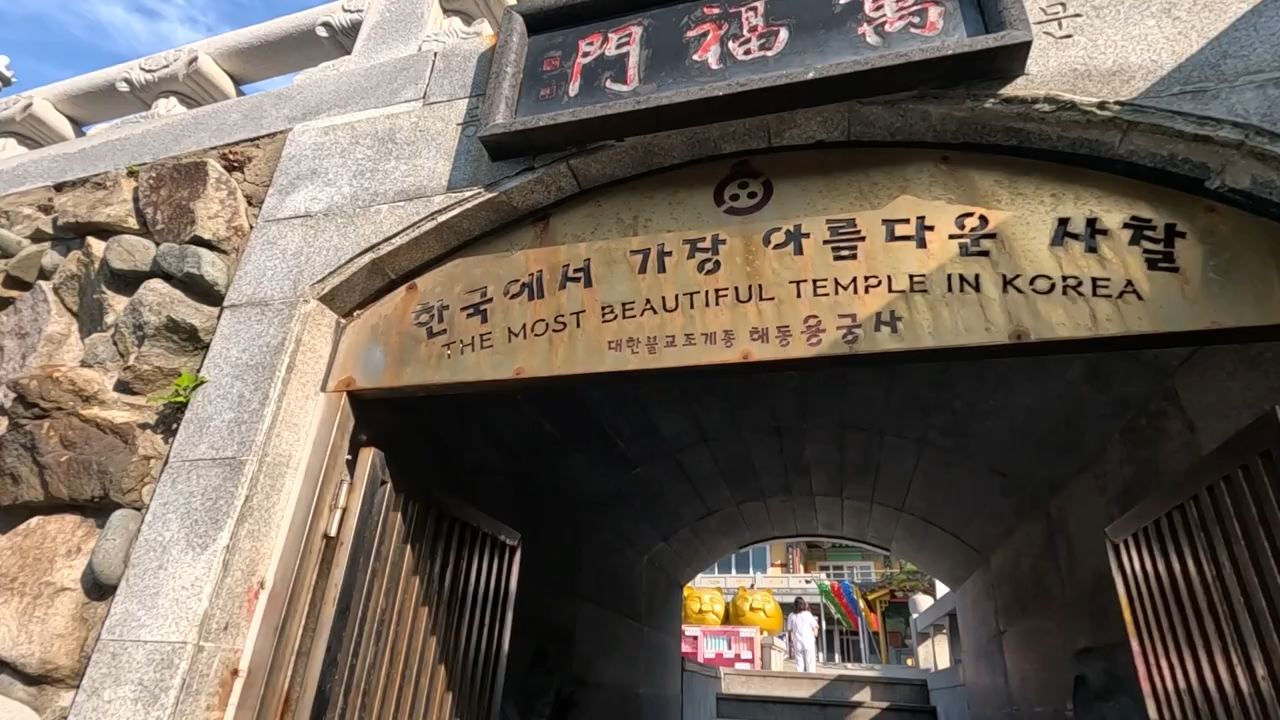 門福萬
문
한국에서 가장 아름다운 사찰
THE MOST BEAUTIFUL TEMPLE IN KOREA
대한불교조계종 해동용궁사